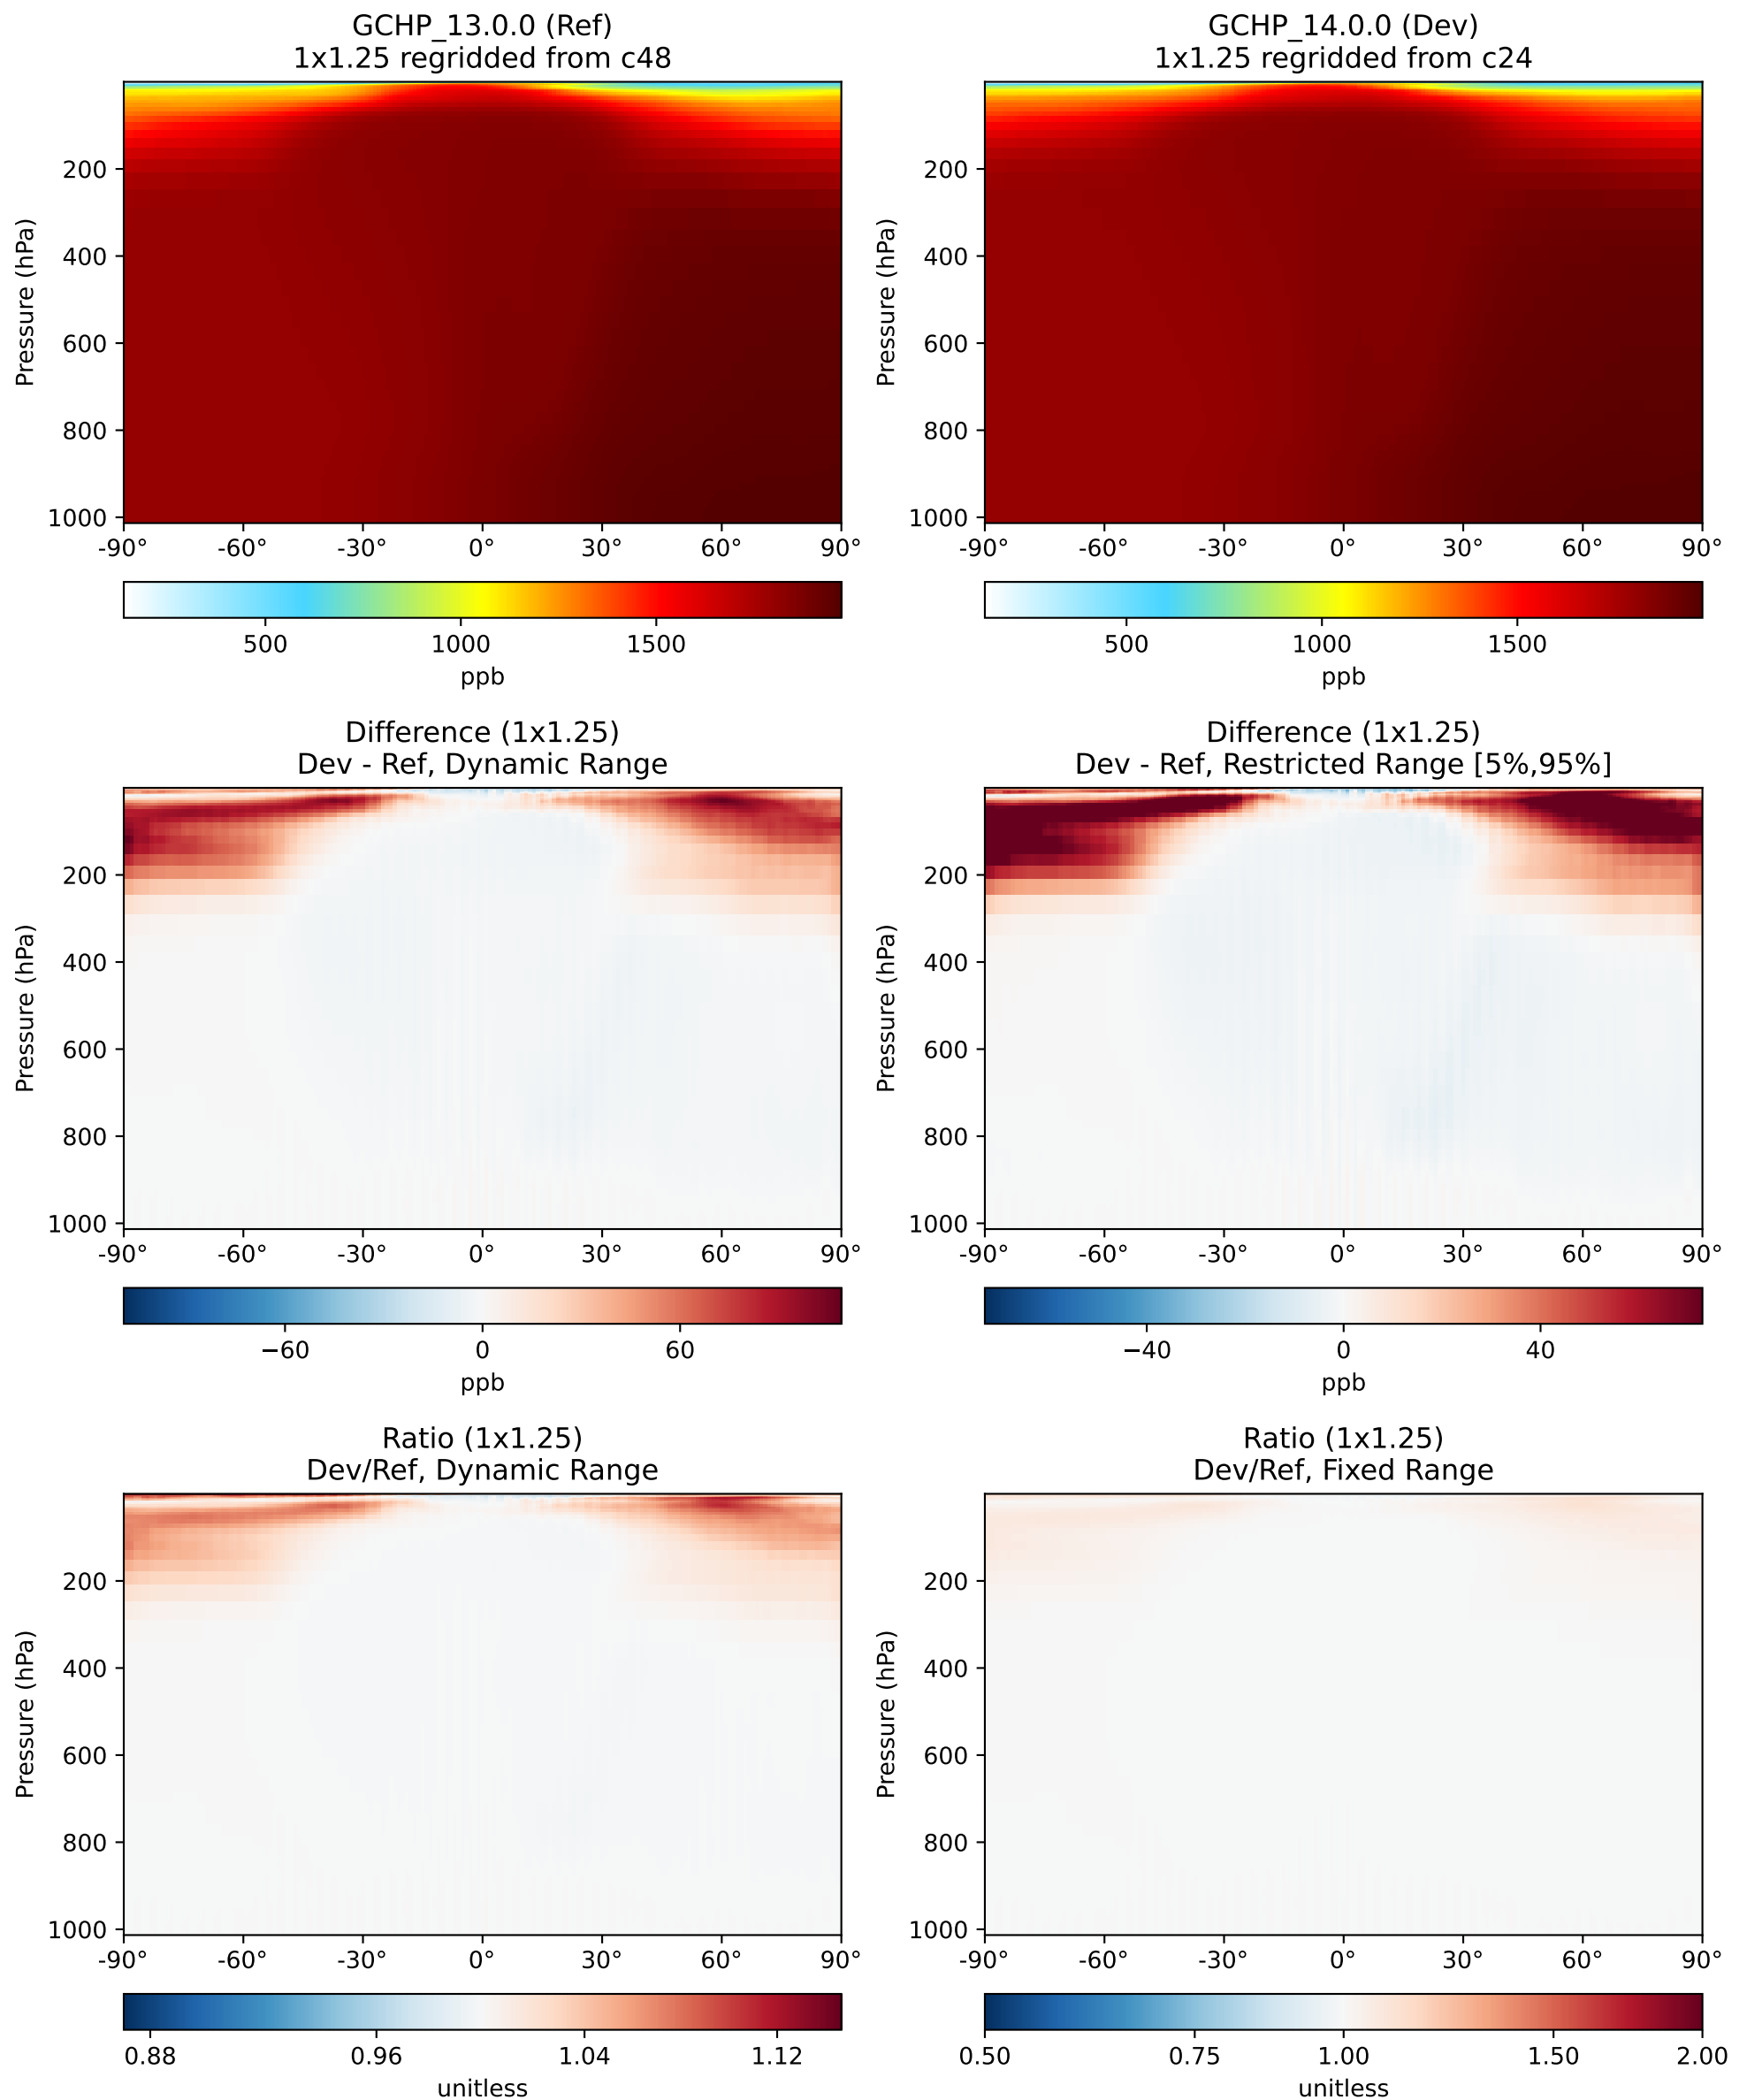 GCHP_13.0.0 (Ref)
1x1.25 regridded from c48
Pressure (hPa)
200
400
600
800
1000
-90° -60° -30° 0° 30° 60° 90°
500 1000 1500
ppb
GCHP_14.0.0 (Dev)
1x1.25 regridded from c24
Pressure (hPa)
200
400
600
800
1000
-90° -60° -30° 0° 30° 60° 90°
500 1000 1500
ppb
Difference (1x1.25)
Dev - Ref, Dynamic Range
Pressure (hPa)
200
400
600
800
1000
-90° -60° -30° 0° 30° 60° 90°
−60 0 60
ppb
Difference (1x1.25)
Dev - Ref, Restricted Range [5%,95%]
Pressure (hPa)
200
400
600
800
1000
-90° -60° -30° 0° 30° 60° 90°
−40 0 40
ppb
Ratio (1x1.25)
Dev/Ref, Dynamic Range
Pressure (hPa)
200
400
600
800
1000
-90° -60° -30° 0° 30° 60° 90°
0.88 0.96 1.04 1.12
unitless
Ratio (1x1.25)
Dev/Ref, Fixed Range
Pressure (hPa)
200
400
600
800
1000
-90° -60° -30° 0° 30° 60° 90°
0.50 0.75 1.00 1.50 2.00
unitless